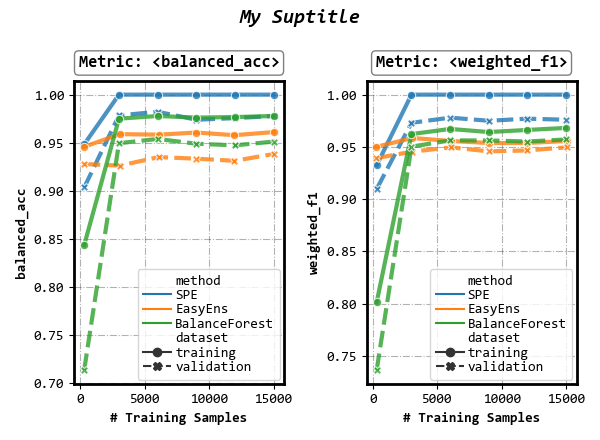 My Suptitle
Metric: <balanced_acc>
1.00
0.95
0.90
0.85
0.80
0.75
0.70
balanced_acc
0
5000
10000
15000
# Training Samples
method
SPE
EasyEns
BalanceForest
dataset
training
validation
Metric: <weighted_f1>
1.00
0.95
0.90
0.85
0.80
0.75
weighted_f1
0
5000
10000
15000
# Training Samples
method
SPE
EasyEns
BalanceForest
dataset
training
validation